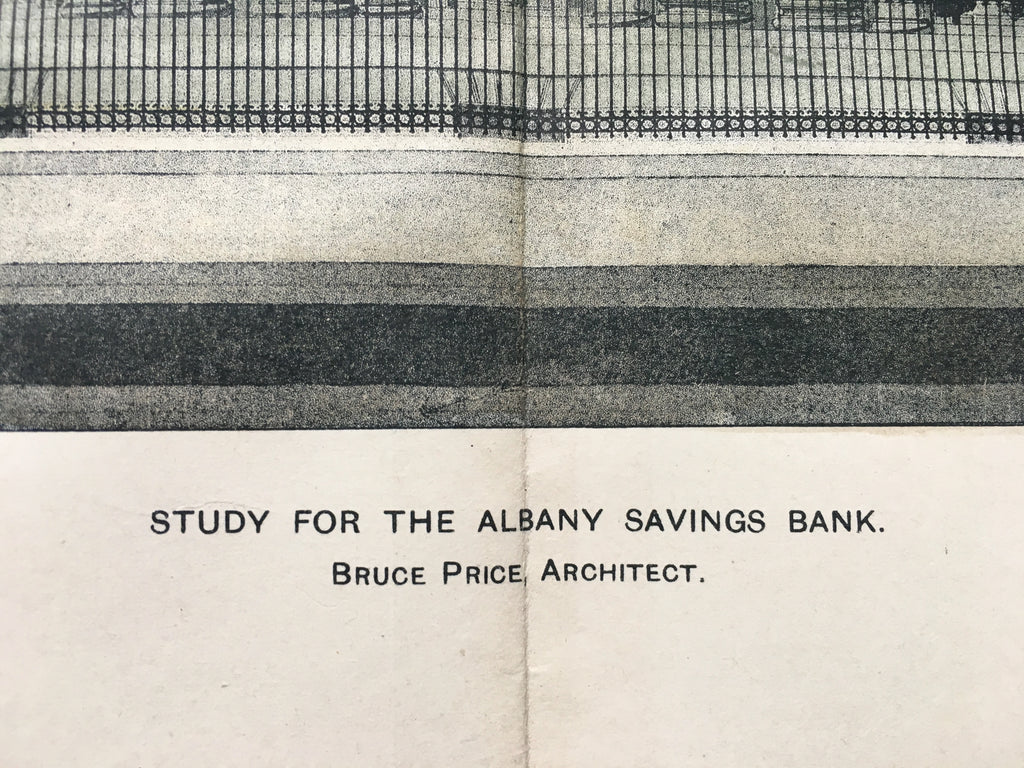 STUDY FOR THE ALBANY SAVINGS BANK.
BRUCE PRICE, ARCHITECT.